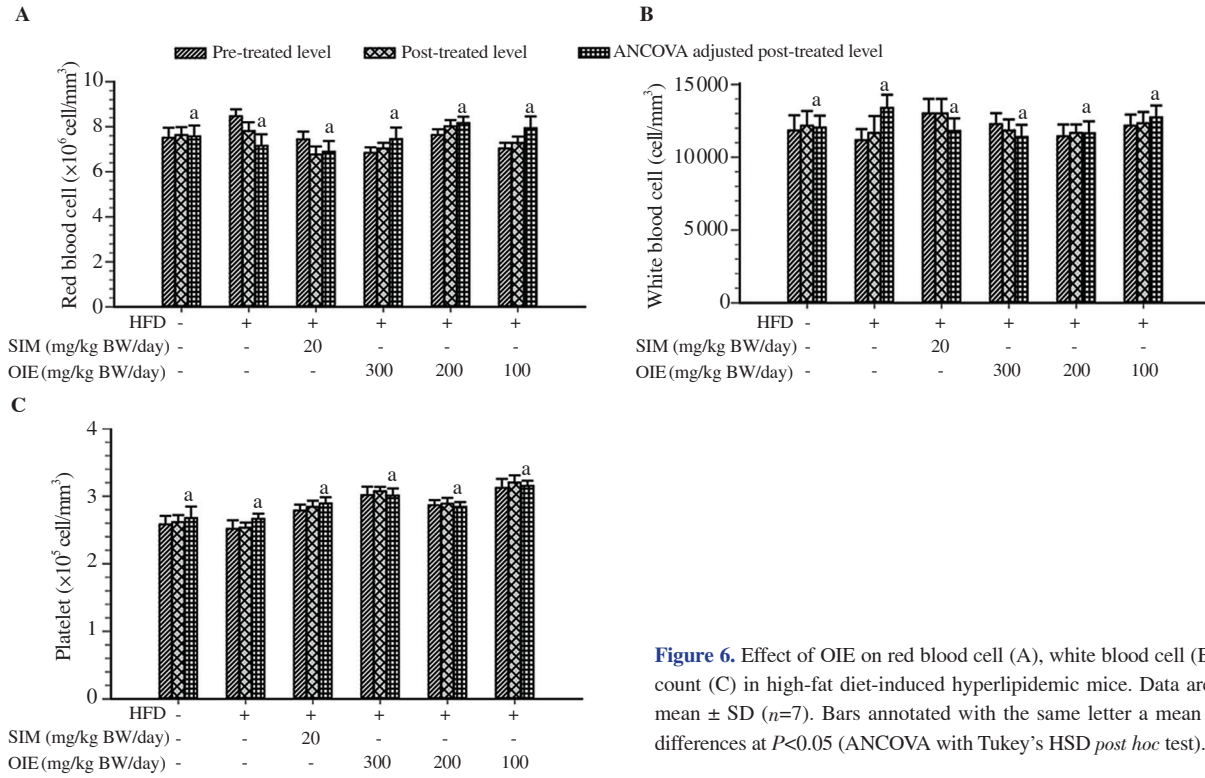 A
B
Pre-treated level Post-treated level ANCOVA adjusted post-treated level
Red blood cell (×10⁶ cell/mm³)
10
8
6
4
2
0
a a a a a a
HFD - + + + + +
SIM (mg/kg BW/day) - - 20 - - -
OIE (mg/kg BW/day) - - - 300 200 100
White blood cell (cell/mm³)
15 000
10 000
5 000
0
a a a a a a
HFD - + + + + +
SIM (mg/kg BW/day) - - 20 - - -
OIE (mg/kg BW/day) - - - 300 200 100
C
Platelet (×10⁵ cell/mm³)
4
3
2
1
0
a a a a a a
HFD - + + + + +
SIM (mg/kg BW/day) - - 20 - - -
OIE (mg/kg BW/day) - - - 300 200 100
Figure 6. Effect of OIE on red blood cell (A), white blood cell (
count (C) in high-fat diet-induced hyperlipidemic mice. Data are
mean ± SD (n=7). Bars annotated with the same letter a mean
differences at P<0.05 (ANCOVA with Tukey's HSD post hoc test).